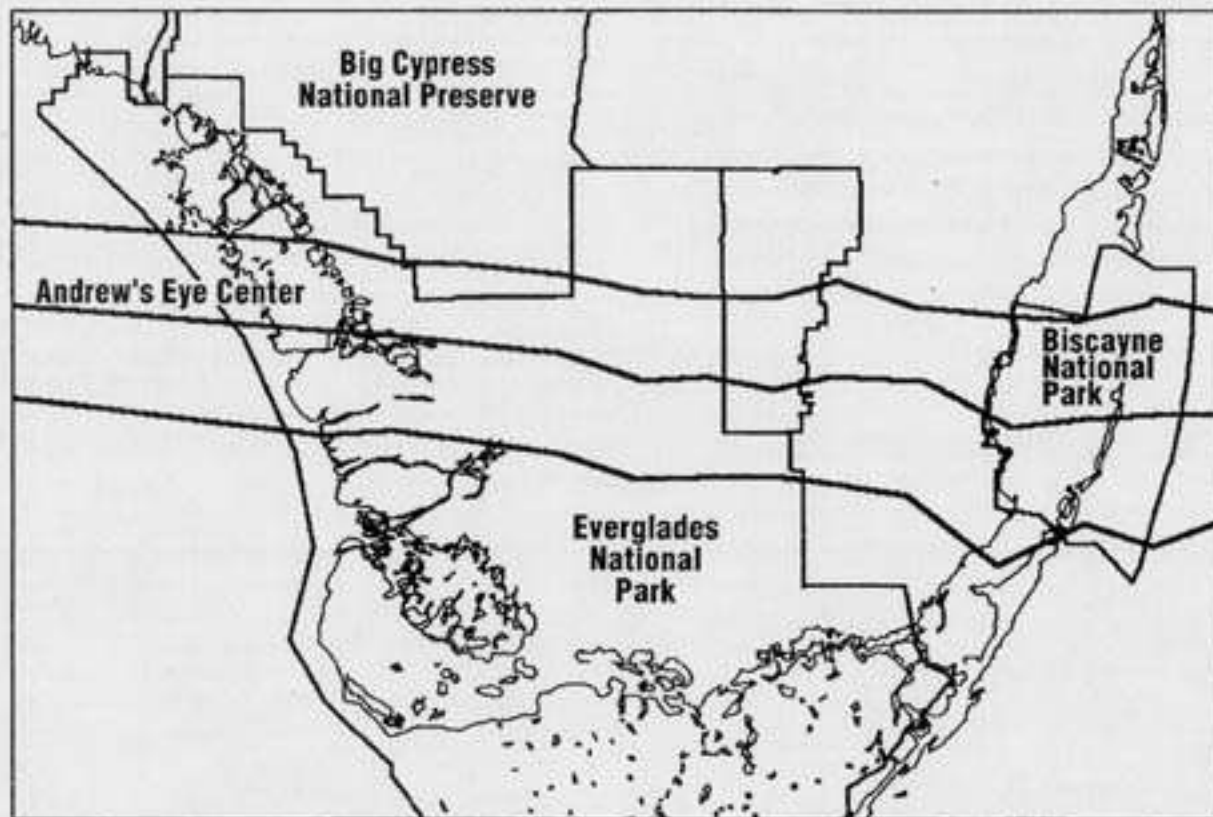 Big Cypress
National Preserve
Andrew's Eye Center
Biscayne
National
Park
Everglades
National
Park